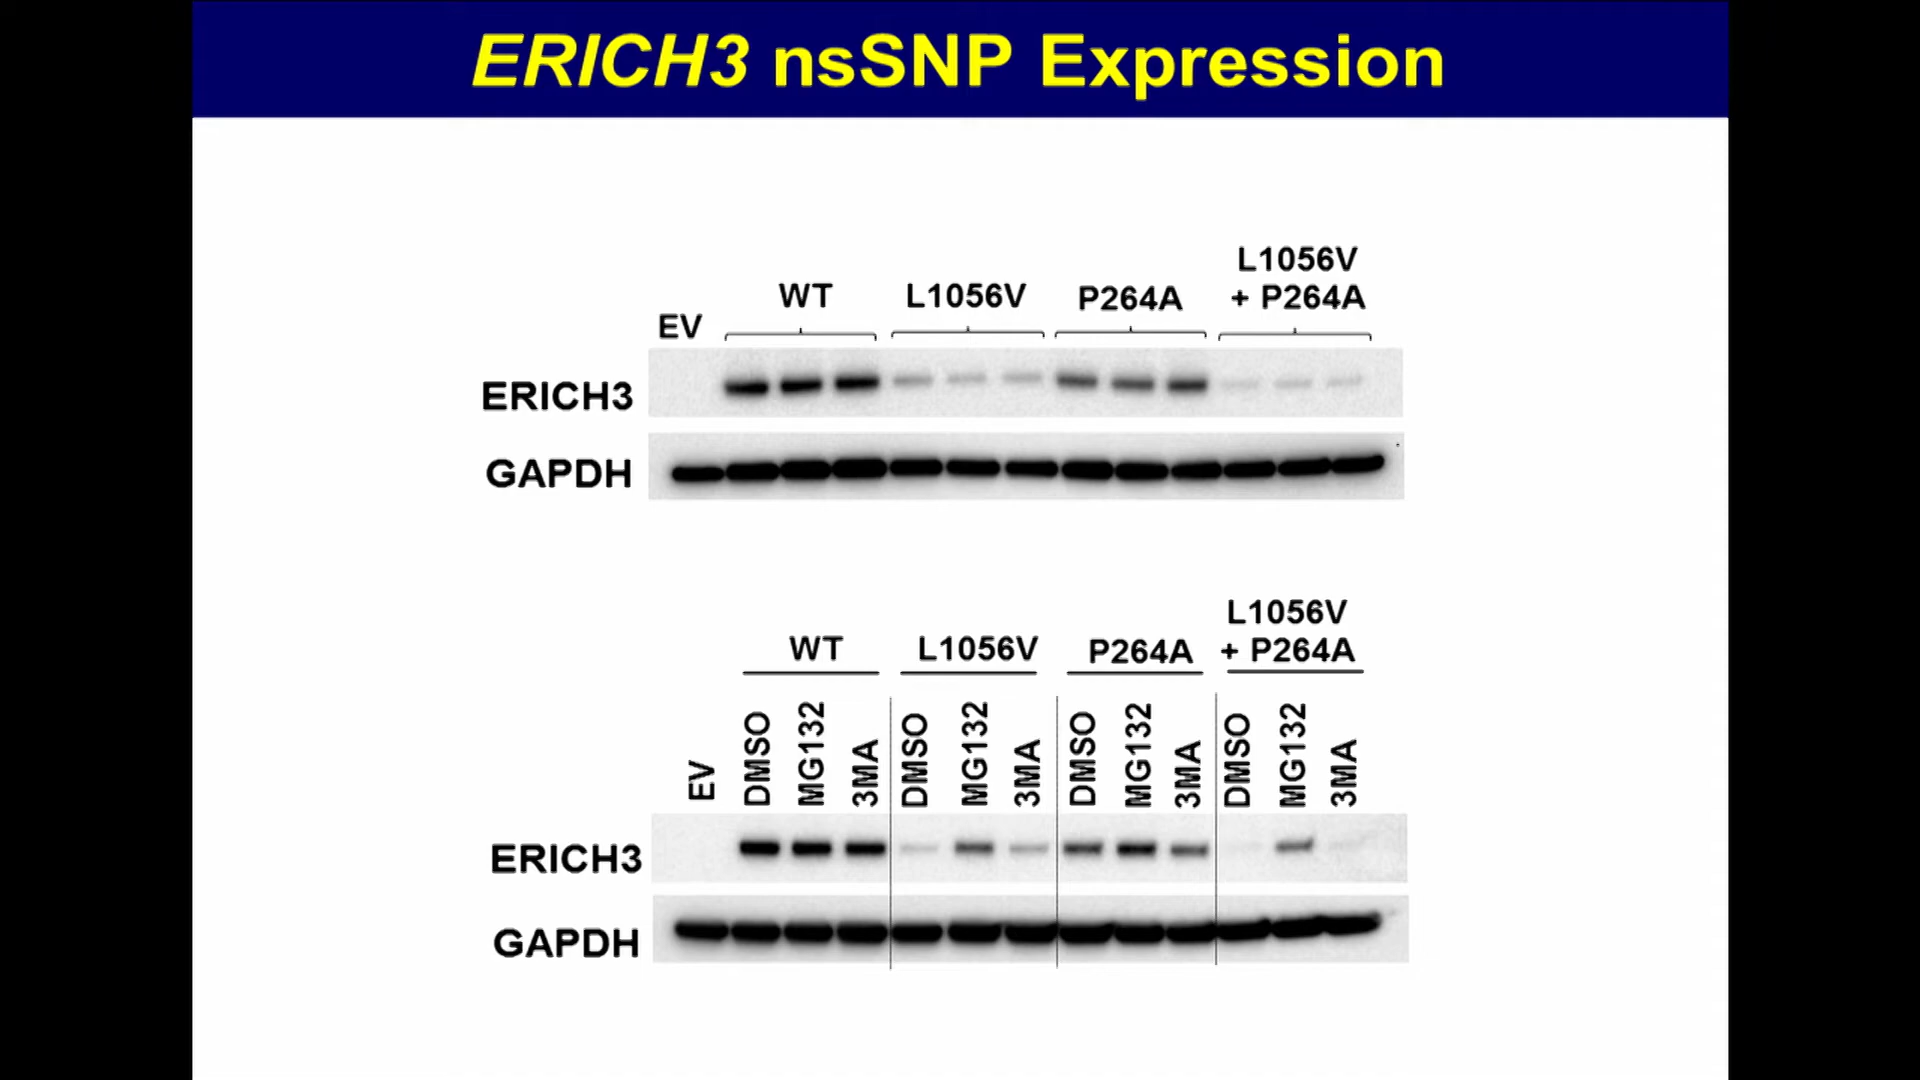 ERICH3 nsSNP Expression
L1056V
WT L1056V P264A + P264A
EV
ERICH3
GAPDH
L1056V
WT L1056V P264A + P264A
EV DMSO MG132 3MA DMSO MG132 3MA DMSO MG132 3MA DMSO MG132 3MA
ERICH3
GAPDH